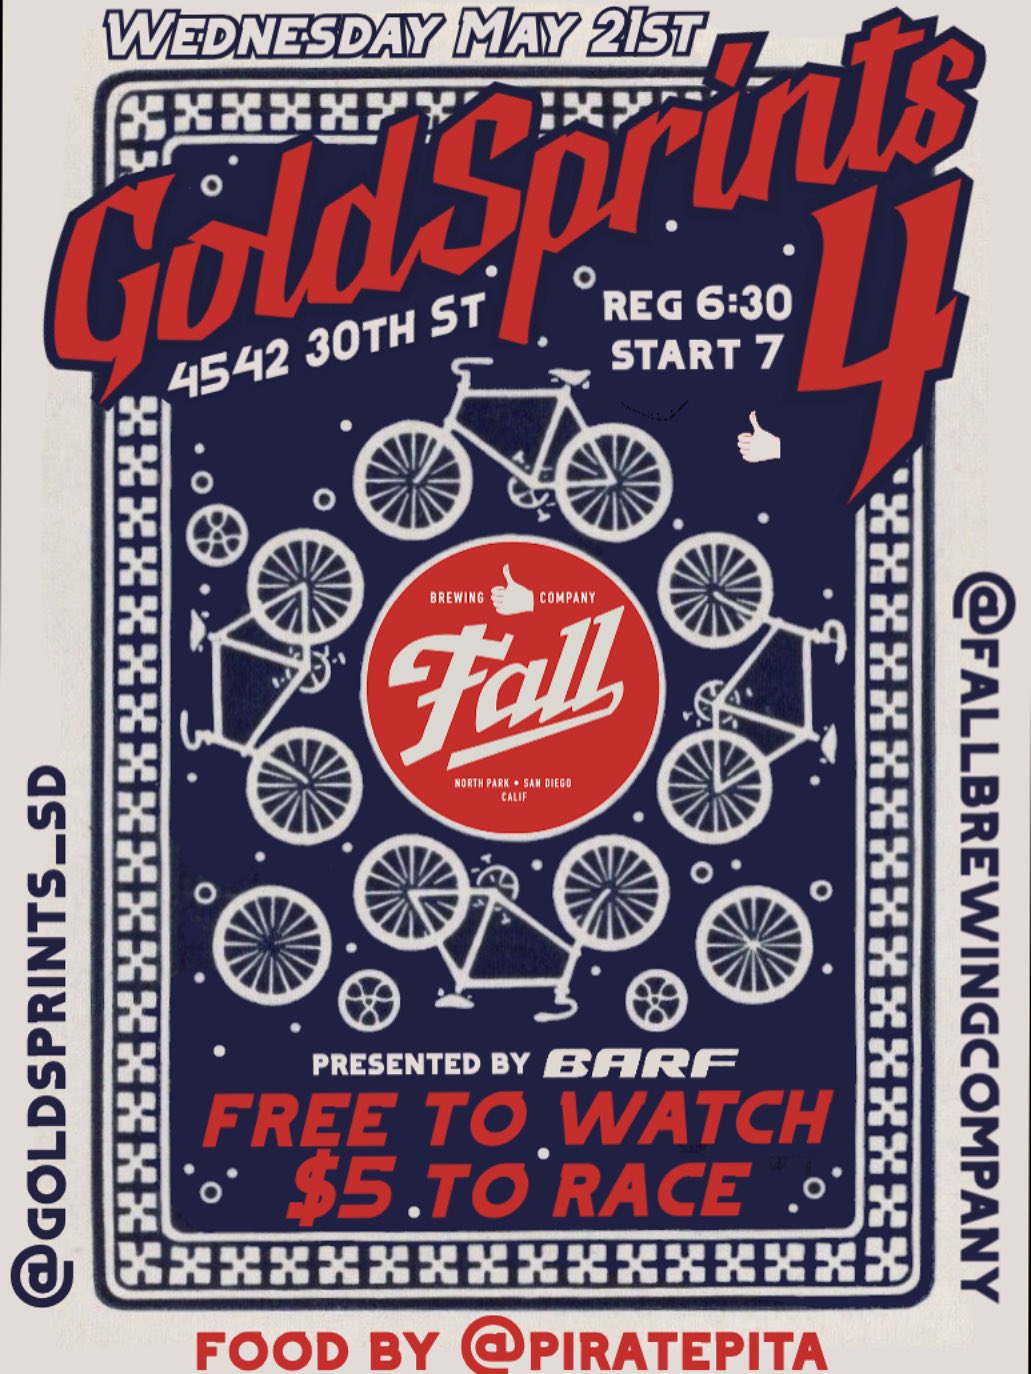 WEDNESDAY MAY 21ST
GoldSprints
4
4542 30TH ST
REG 6:30
START 7
BREWING COMPANY
Fall
NORTH PARK • SAN DIEGO
CALIF
@GOLDSPRINTS_SD
@FALLBREWINGCOMPANY
PRESENTED BY BARF
FREE TO WATCH
$5 TO RACE
FOOD BY @PIRATEPITA